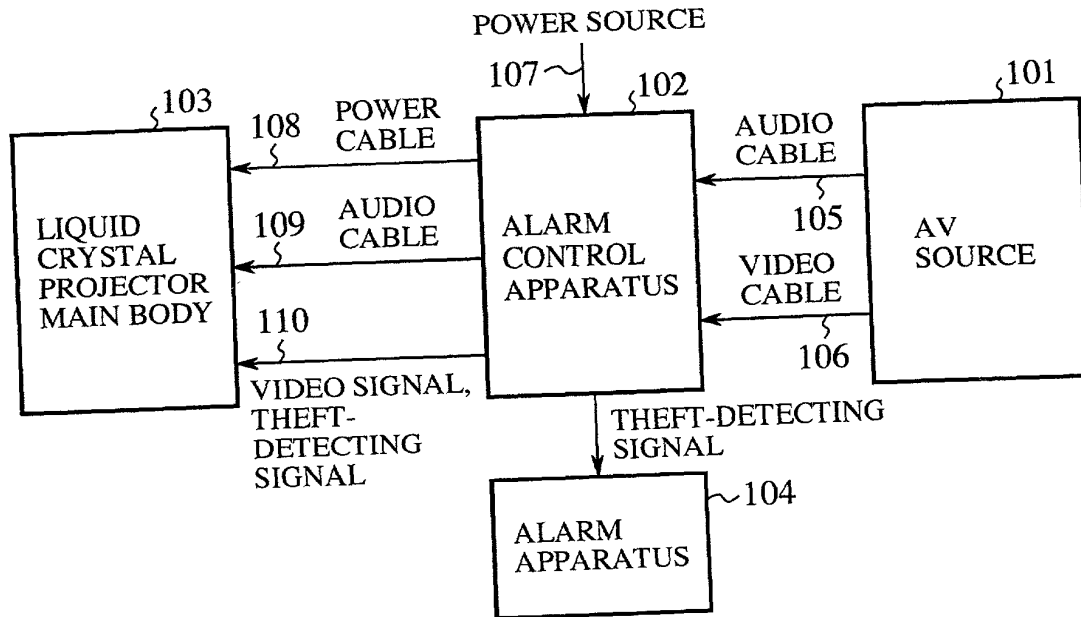 POWER SOURCE
107
103
102
101
108
POWER
CABLE
AUDIO
CABLE
105
LIQUID
CRYSTAL
PROJECTOR
MAIN BODY
109
AUDIO
CABLE
ALARM
CONTROL
APPARATUS
AV
SOURCE
VIDEO
CABLE
106
110
VIDEO SIGNAL,
THEFT-
DETECTING
SIGNAL
THEFT-DETECTING
SIGNAL
104
ALARM
APPARATUS